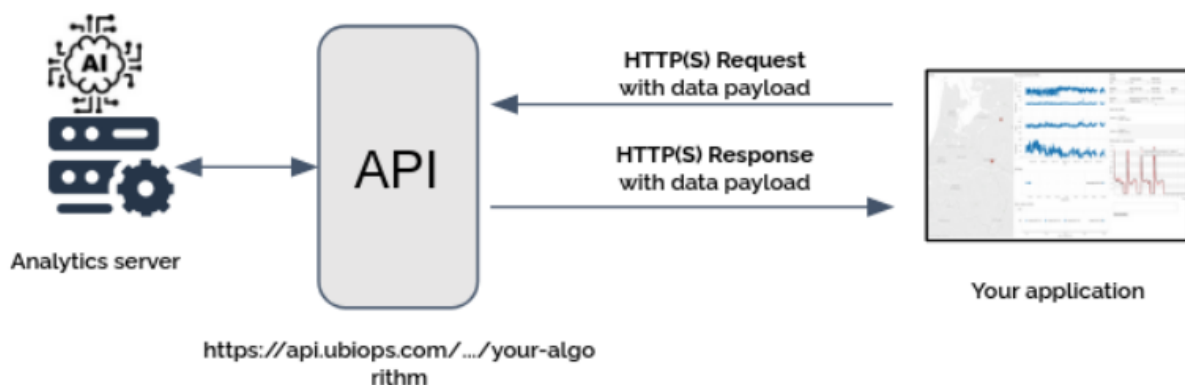 AI
API
HTTP(S) Request
with data payload
HTTP(S) Response
with data payload
Analytics server
Your application
https://api.ubiops.com/.../your-algo
rithm